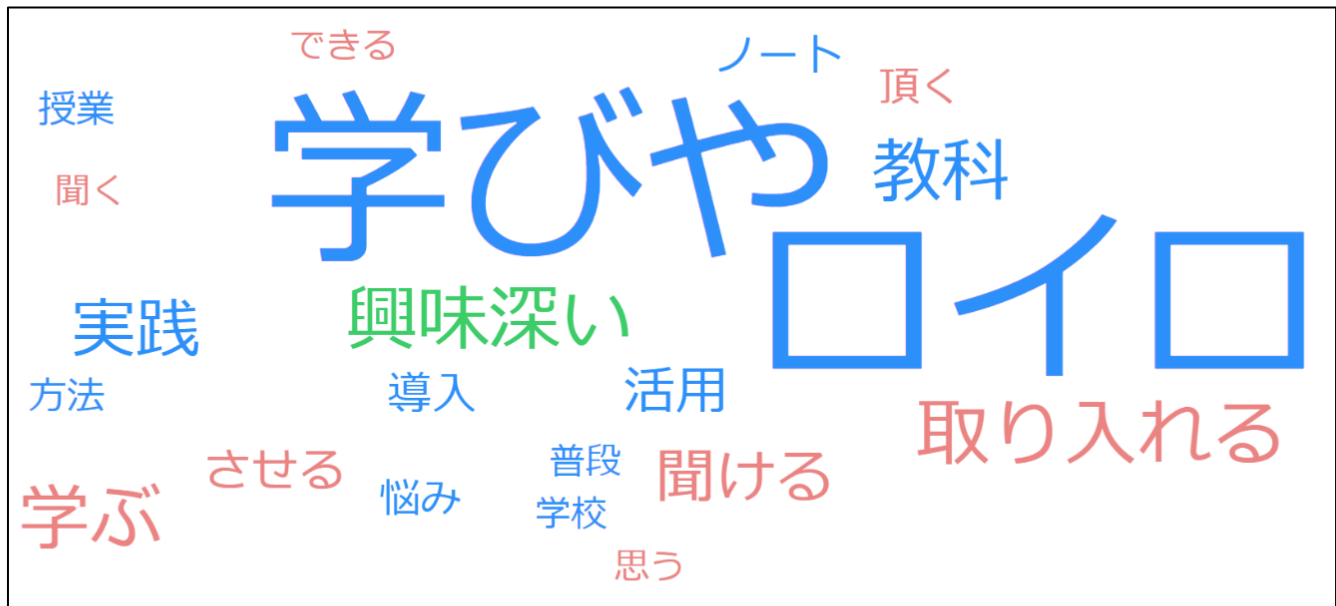 できる
ノート
頂く
授業
学びや
教科
聞く
ロイロ
実践
興味深い
方法
導入
活用
取り入れる
させる
普段
聞ける
学ぶ
悩み
学校
思う